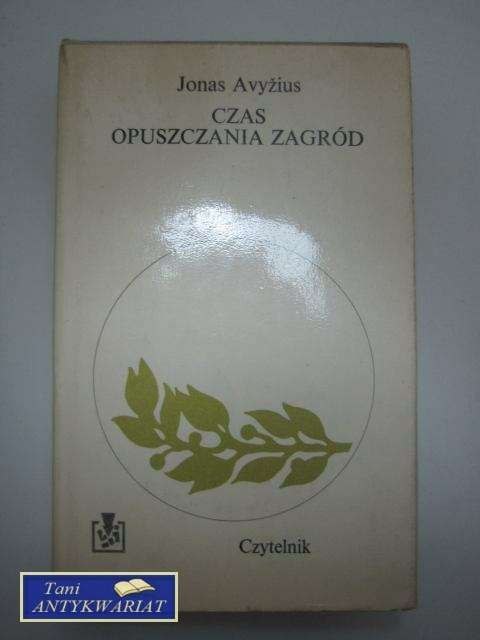 Jonas Avyžius
CZAS
OPUSZCZANIA ZAGRÓD
Czytelnik
Tani
ANTYKWARIAT